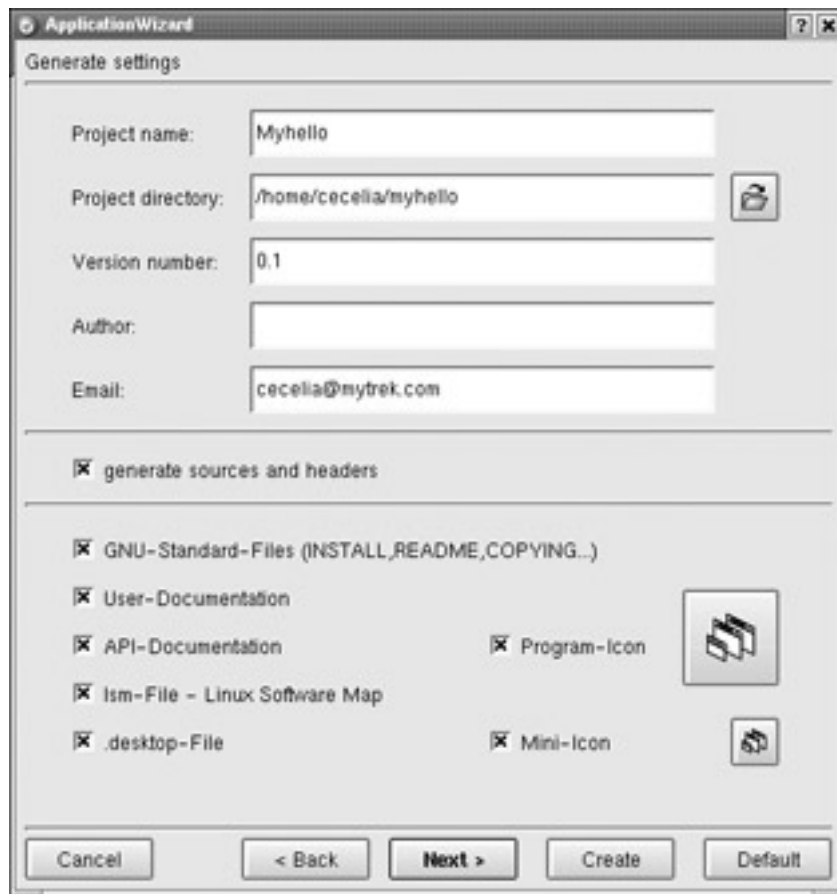 ApplicationWizard
Generate settings
Project name: Myhello
Project directory: /home/cecelia/myhello
Version number: 0.1
Author:
Email: cecelia@mytrek.com
generate sources and headers
GNU-Standard-Files (INSTALL,README,COPYING...)
User-Documentation
API-Documentation Program-Icon
lsm-File - Linux Software Map
.desktop-File Mini-Icon
Cancel < Back Next > Create Default